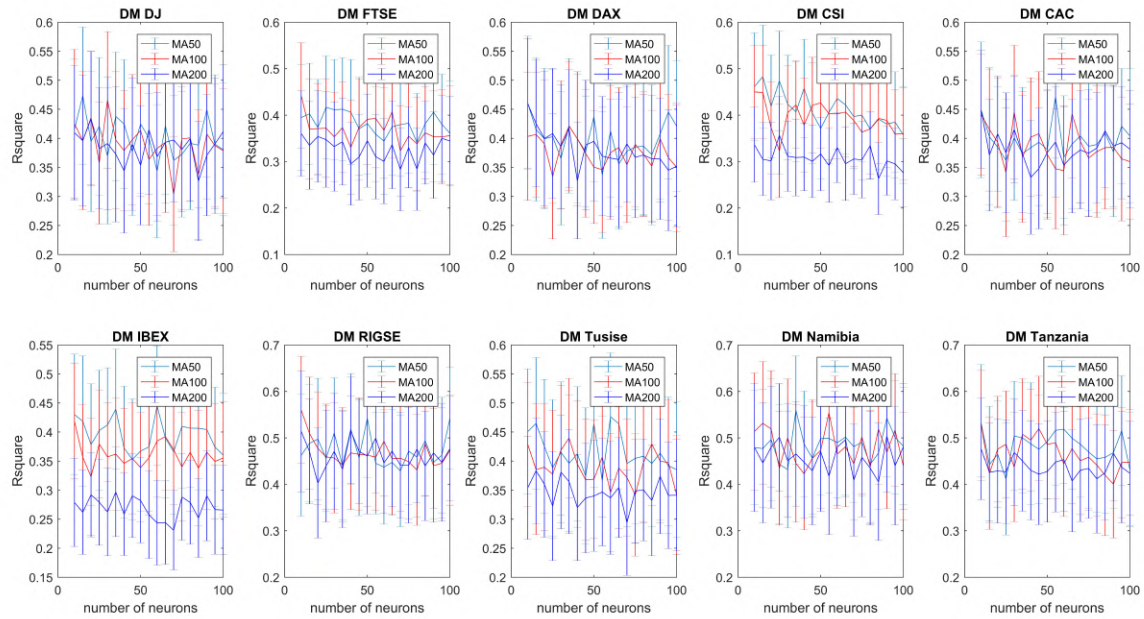 DM DJ
0.6
0.55
0.5
0.45
0.4
0.35
0.3
0.25
0.2
Rsquare
0
50
100
number of neurons
MA50
MA100
MA200
DM FTSE
0.6
0.5
0.4
0.3
0.2
0.1
Rsquare
0
50
100
number of neurons
MA50
MA100
MA200
DM DAX
0.6
0.55
0.5
0.45
0.4
0.35
0.3
0.25
0.2
Rsquare
0
50
100
number of neurons
MA50
MA100
MA200
DM CSI
0.6
0.5
0.4
0.3
0.2
0.1
Rsquare
0
50
100
number of neurons
MA50
MA100
MA200
DM CAC
0.6
0.55
0.5
0.45
0.4
0.35
0.3
0.25
0.2
Rsquare
0
50
100
number of neurons
MA50
MA100
MA200
DM IBEX
0.55
0.5
0.45
0.4
0.35
0.3
0.25
0.2
0.15
Rsquare
0
50
100
number of neurons
MA50
MA100
MA200
DM RIGSE
0.7
0.6
0.5
0.4
0.3
0.2
Rsquare
0
50
100
number of neurons
MA50
MA100
MA200
DM Tusise
0.6
0.55
0.5
0.45
0.4
0.35
0.3
0.25
0.2
Rsquare
0
50
100
number of neurons
MA50
MA100
MA200
DM Namibia
0.7
0.6
0.5
0.4
0.3
0.2
Rsquare
0
50
100
number of neurons
MA50
MA100
MA200
DM Tanzania
0.7
0.6
0.5
0.4
0.3
0.2
Rsquare
0
50
100
number of neurons
MA50
MA100
MA200